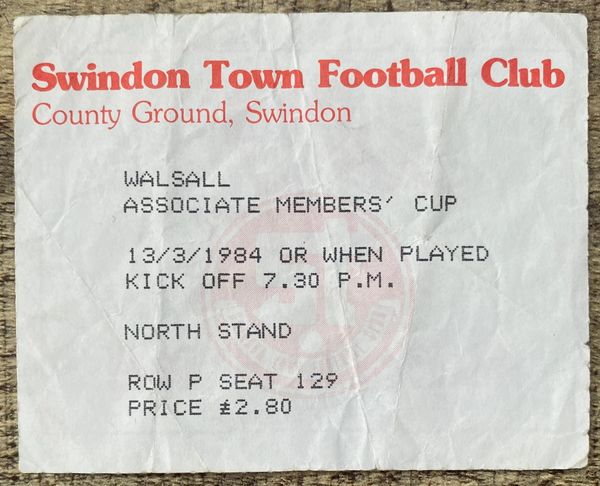 Swindon Town Football Club
County Ground, Swindon
WALSALL
ASSOCIATE MEMBERS' CUP
13/3/1984 OR WHEN PLAYED
KICK OFF 7.30 P.M.
NORTH STAND
ROW P SEAT 129
PRICE £2.80